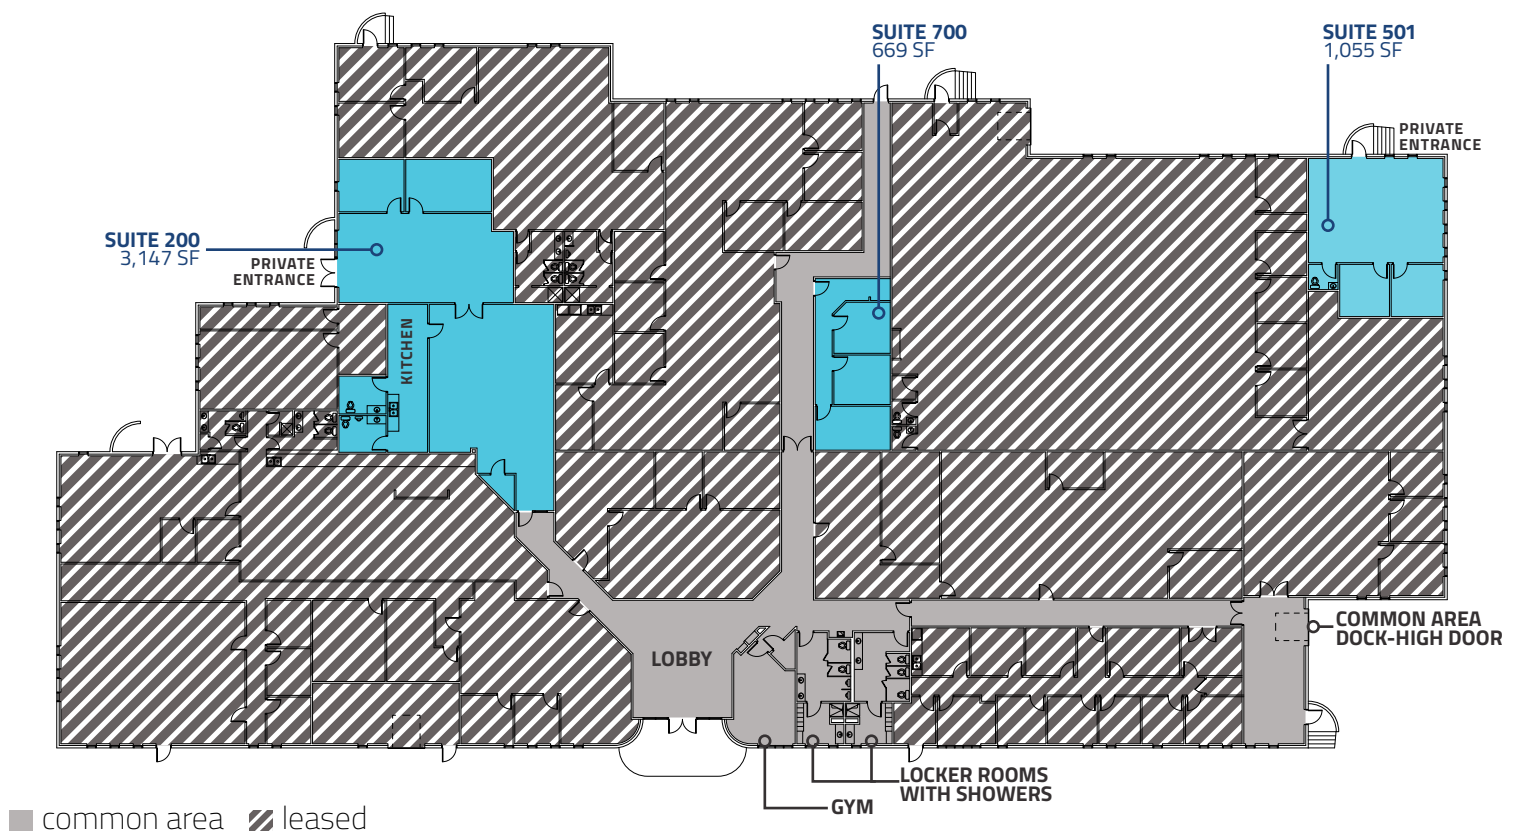 SUITE 700
669 SF
SUITE 501
1,055 SF
PRIVATE
ENTRANCE
SUITE 200
3,147 SF
PRIVATE
ENTRANCE
KITCHEN
COMMON AREA
DOCK-HIGH DOOR
LOBBY
LOCKER ROOMS
WITH SHOWERS
GYM
common area
leased